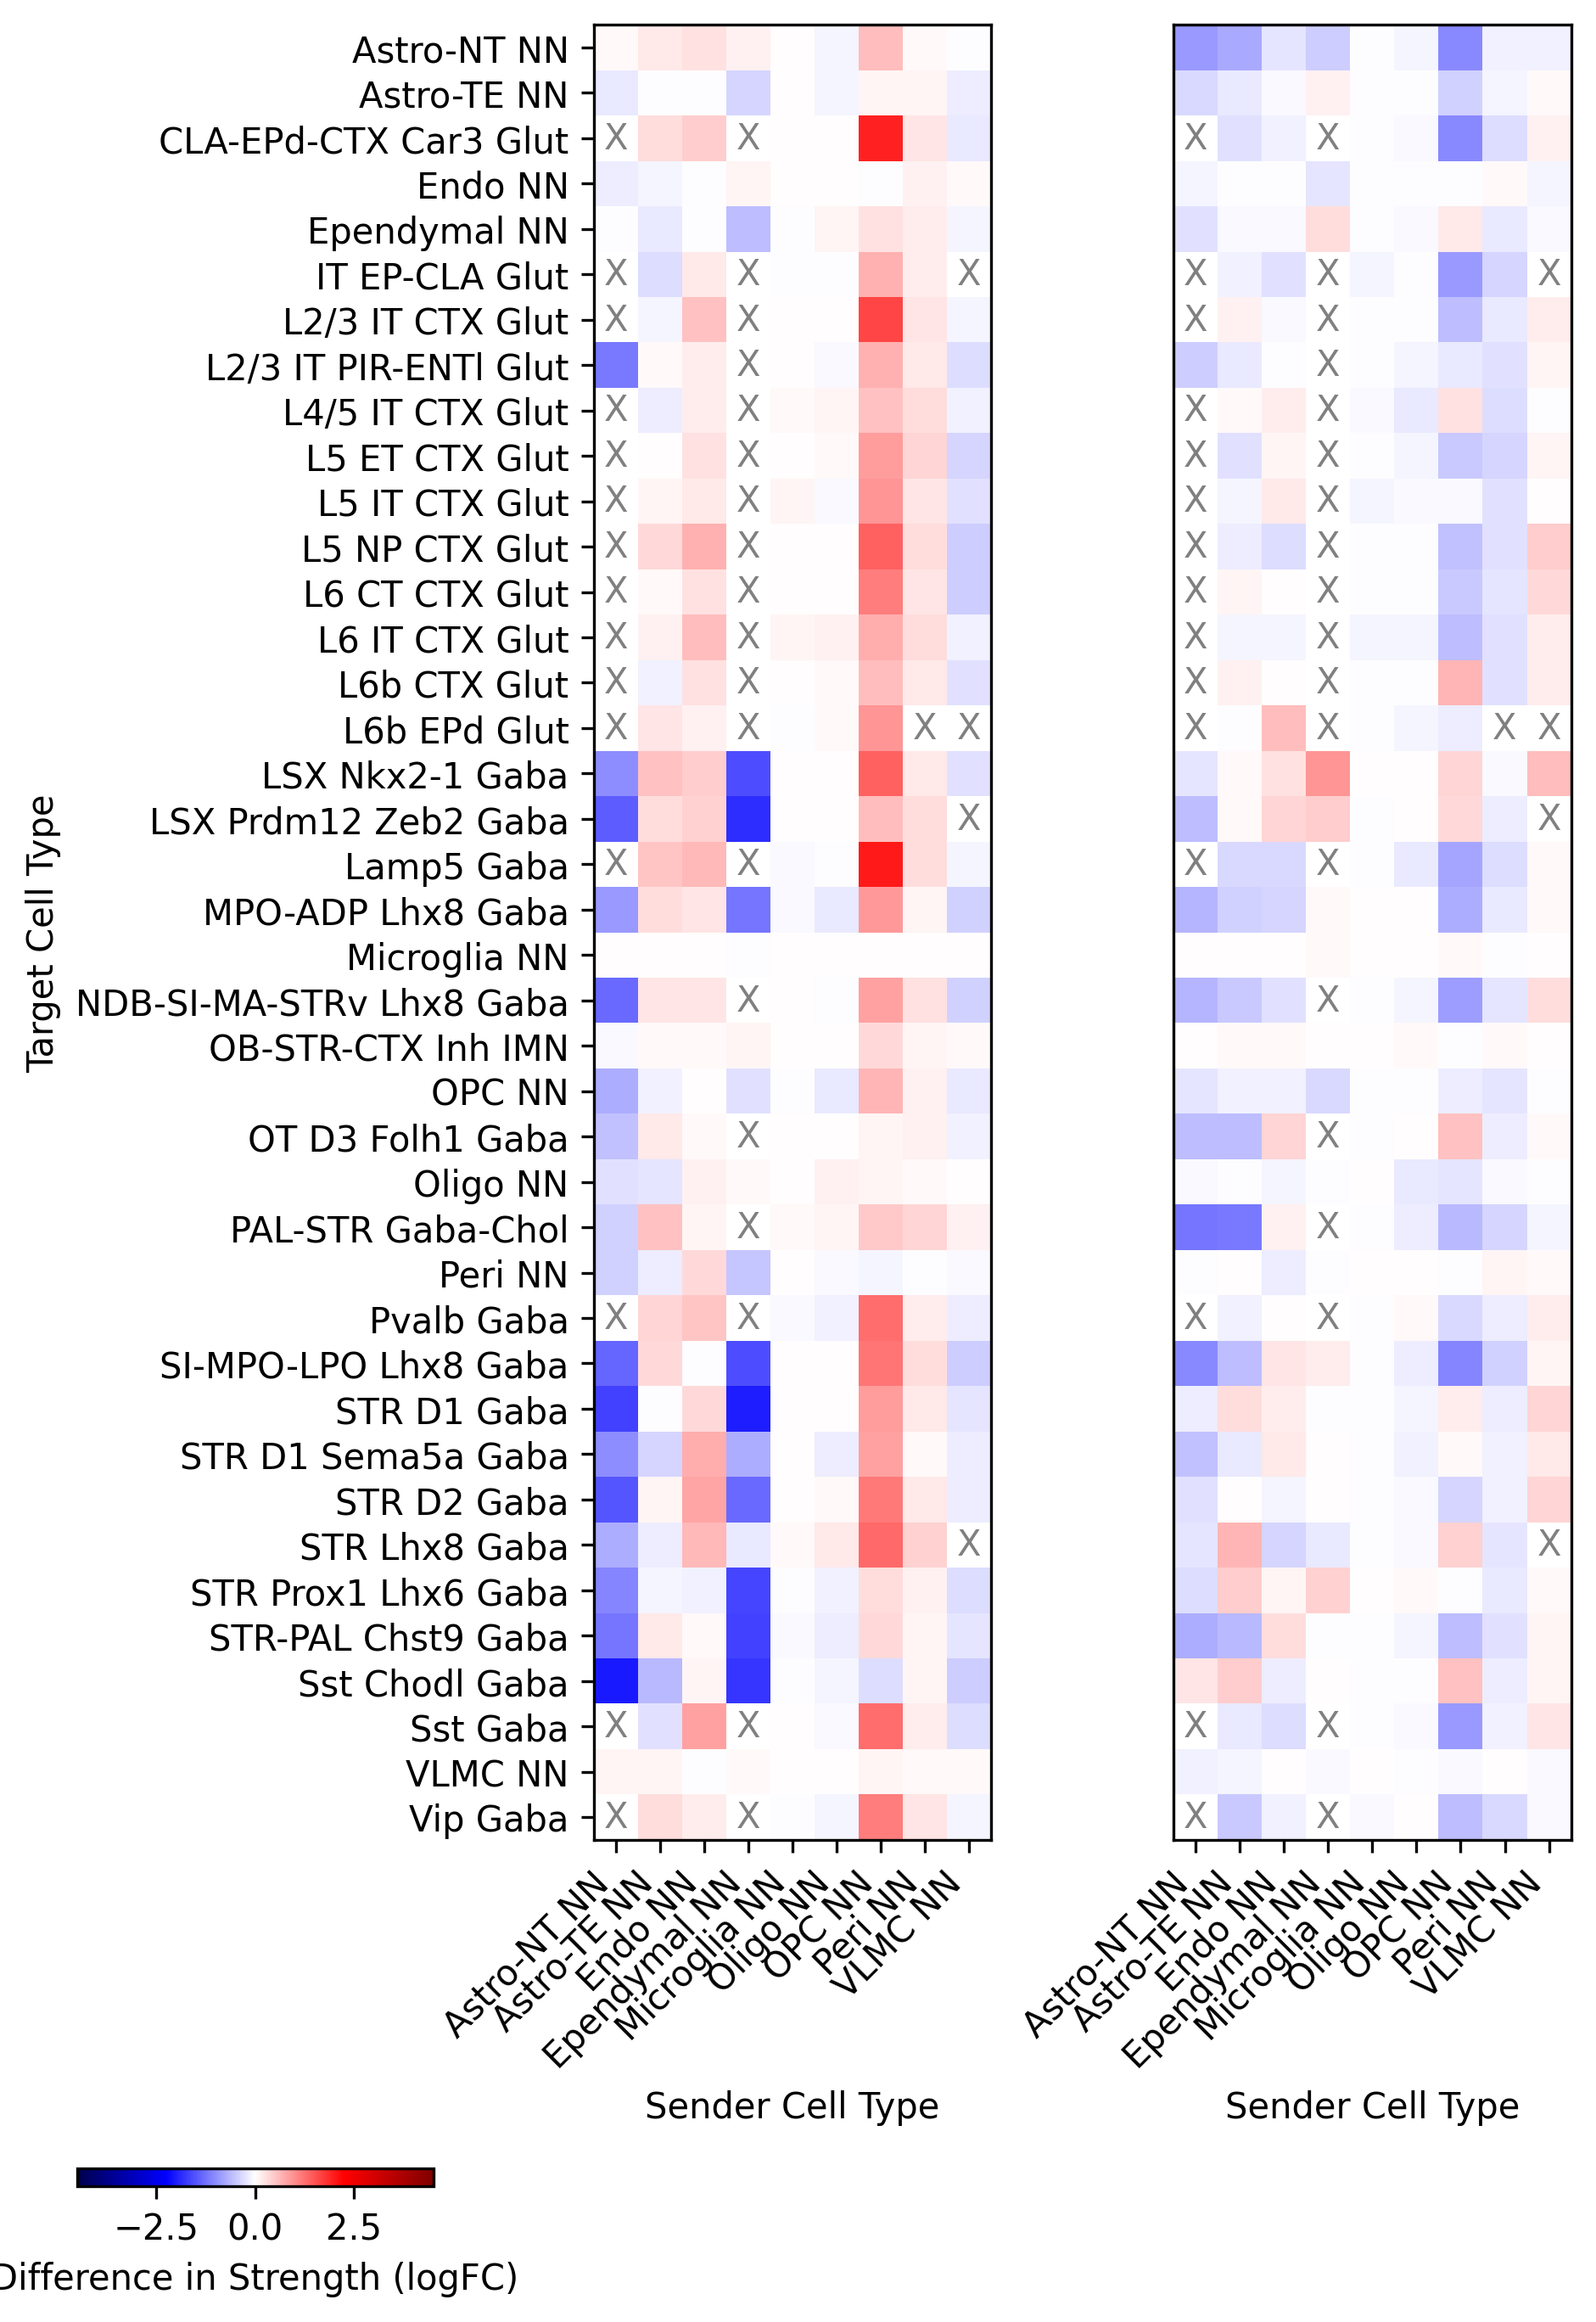 Target Cell Type
Astro-NT NN
Astro-TE NN
CLA-EPd-CTX Car3 Glut X X X X
Endo NN
Ependymal NN
IT EP-CLA Glut X X X X X X
L2/3 IT CTX Glut X X X X
L2/3 IT PIR-ENTl Glut X X
L4/5 IT CTX Glut X X X X
L5 ET CTX Glut X X X X
L5 IT CTX Glut X X X X
L5 NP CTX Glut X X X X
L6 CT CTX Glut X X X X
L6 IT CTX Glut X X X X
L6b CTX Glut X X X X
L6b EPd Glut X X X X X X X X
LSX Nkx2-1 Gaba
LSX Prdm12 Zeb2 Gaba X X
Lamp5 Gaba X X X X
MPO-ADP Lhx8 Gaba
Microglia NN
NDB-SI-MA-STRv Lhx8 Gaba X X
OB-STR-CTX Inh IMN
OPC NN
OT D3 Folh1 Gaba X X
Oligo NN
PAL-STR Gaba-Chol X X
Peri NN
Pvalb Gaba X X X X
SI-MPO-LPO Lhx8 Gaba
STR D1 Gaba
STR D1 Sema5a Gaba
STR D2 Gaba
STR Lhx8 Gaba X X
STR Prox1 Lhx6 Gaba
STR-PAL Chst9 Gaba
Sst Chodl Gaba
Sst Gaba X X X X
VLMC NN
Vip Gaba X X X X
Astro-NT NN
Astro-TE NN
Endo NN
Ependymal NN
Microglia NN
Oligo NN
OPC NN
Peri NN
VLMC NN
Sender Cell Type
Astro-NT NN
Astro-TE NN
Endo NN
Ependymal NN
Microglia NN
Oligo NN
OPC NN
Peri NN
VLMC NN
Sender Cell Type
−2.5 0.0 2.5
Difference in Strength (logFC)